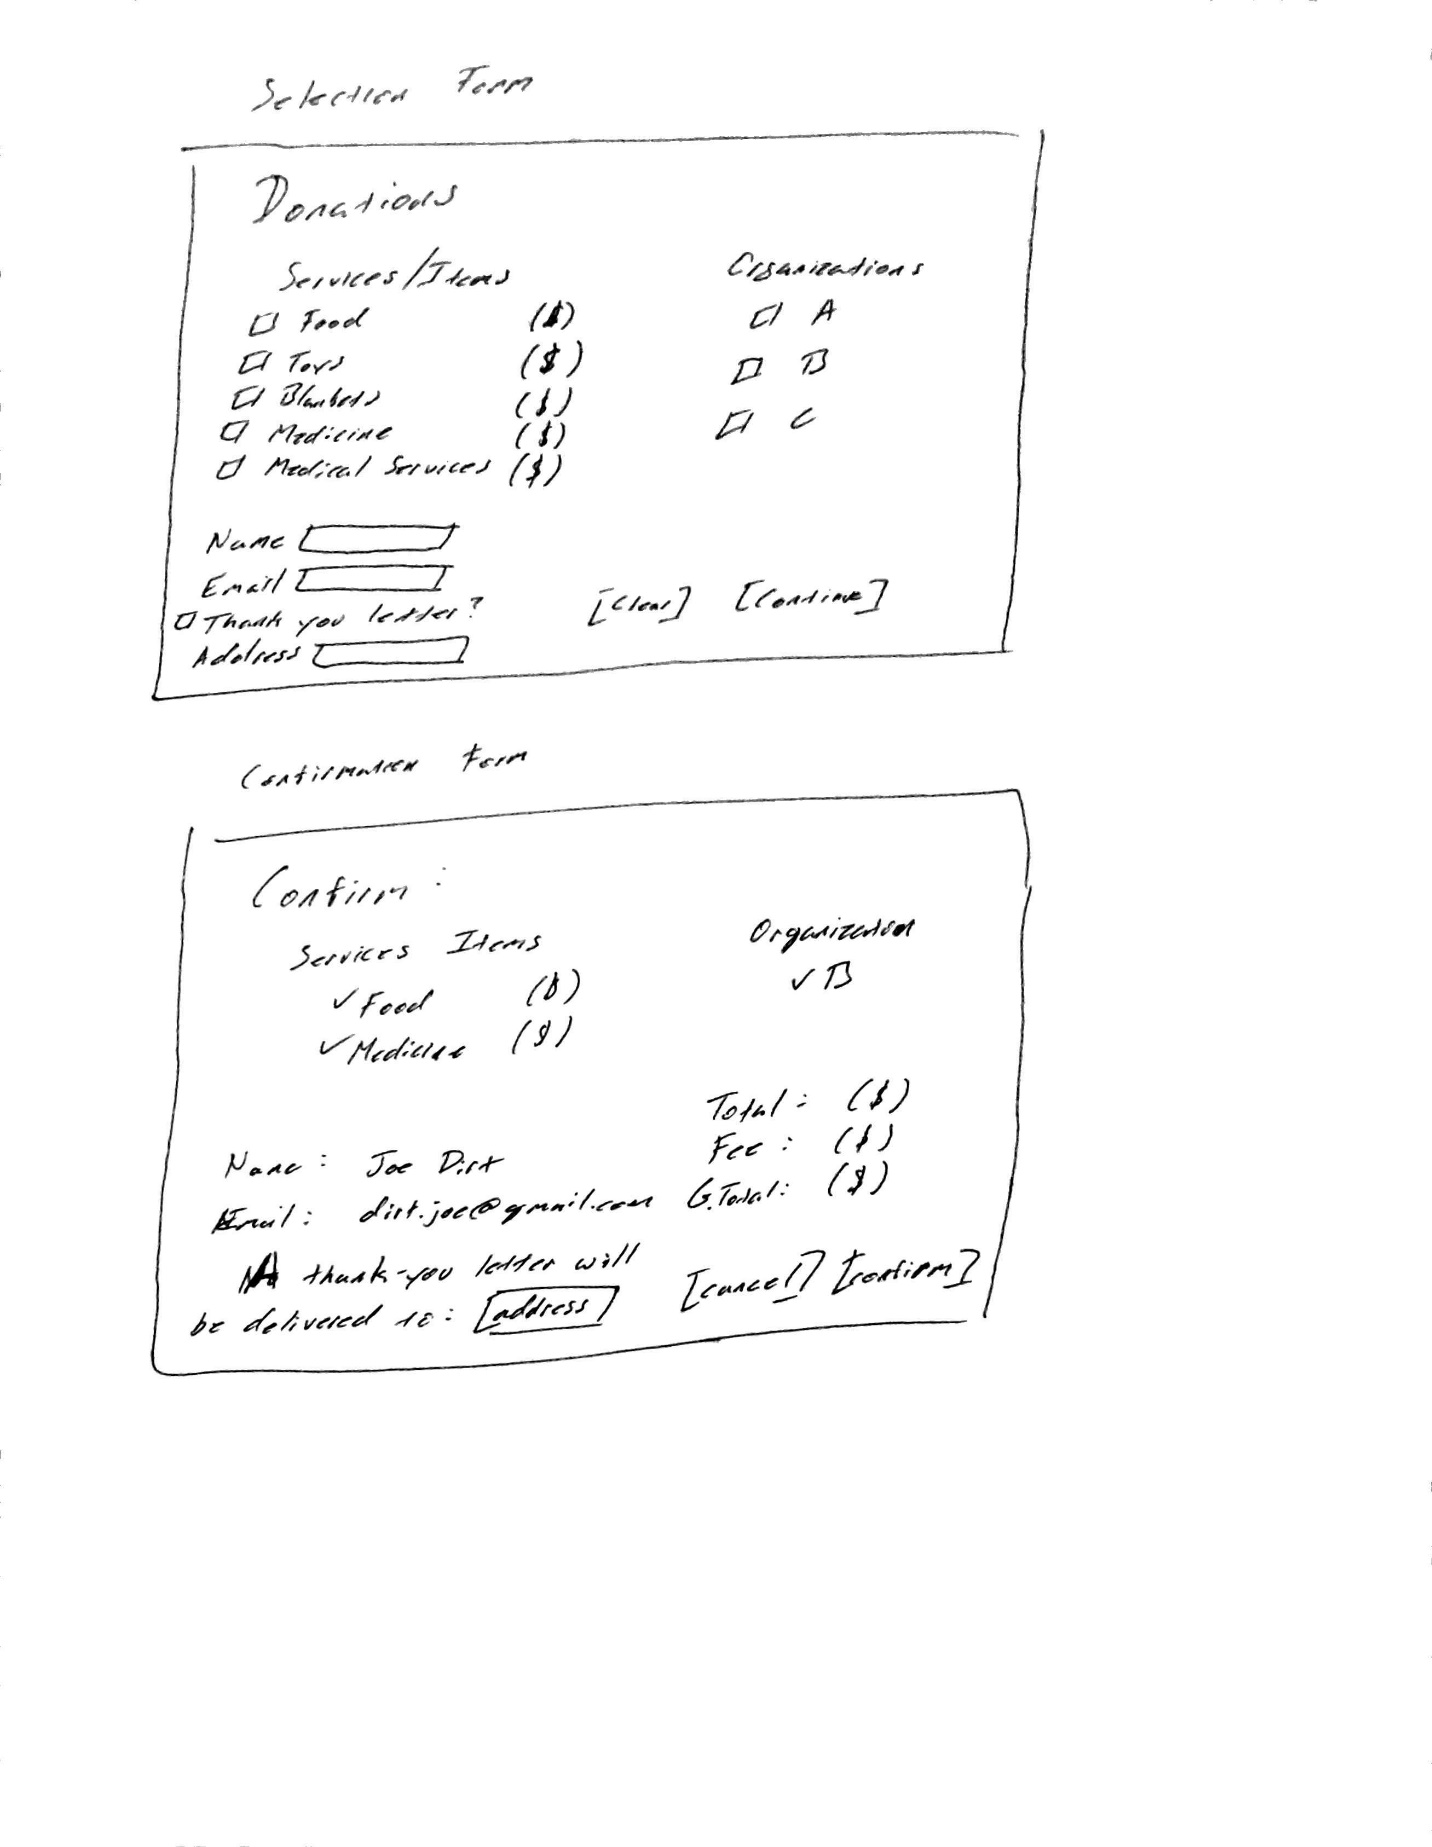 Selection Form
Donations
Services/Items
Organizations
Food ($)
A
Toys ($)
B
Blankets ($)
C
Medicine ($)
Medical Services ($)
Name
Email
Thank you letter?
[Clear] [Continue]
Address
Confirmation Form
Confirm:
Services Items
Organization
✓ Food ($)
✓ B
✓ Medicine ($)
Total: ($)
Fee: ($)
G.Total: ($)
Name: Joe Dirt
Email: dirt.joe@gmail.com
A thank-you letter will
be delivered to: [address]
[cancel] [confirm]